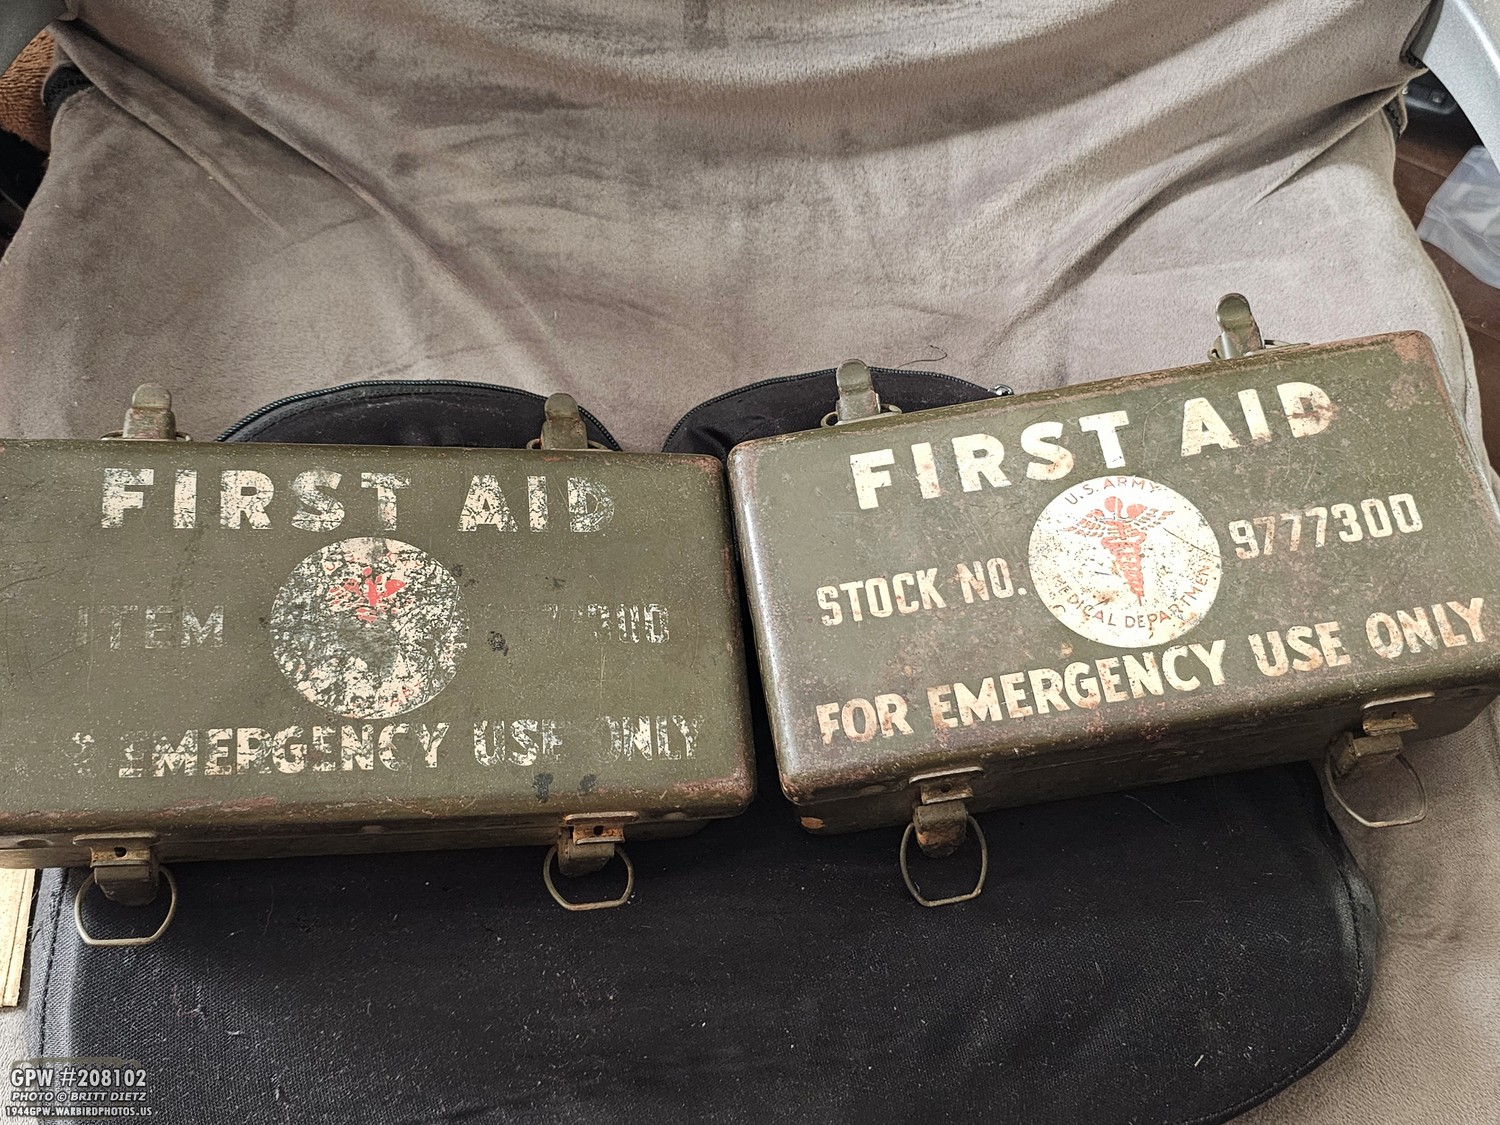 FIRST AID
ITEM
EMERGENCY USE ONLY
FIRST AID
U.S. ARMY
STOCK NO. 9777300
MEDICAL DEPARTMENT
FOR EMERGENCY USE ONLY
GPW #208102
PHOTO © BRITT DIETZ
1944GPW.WARBIRDPHOTOS.US